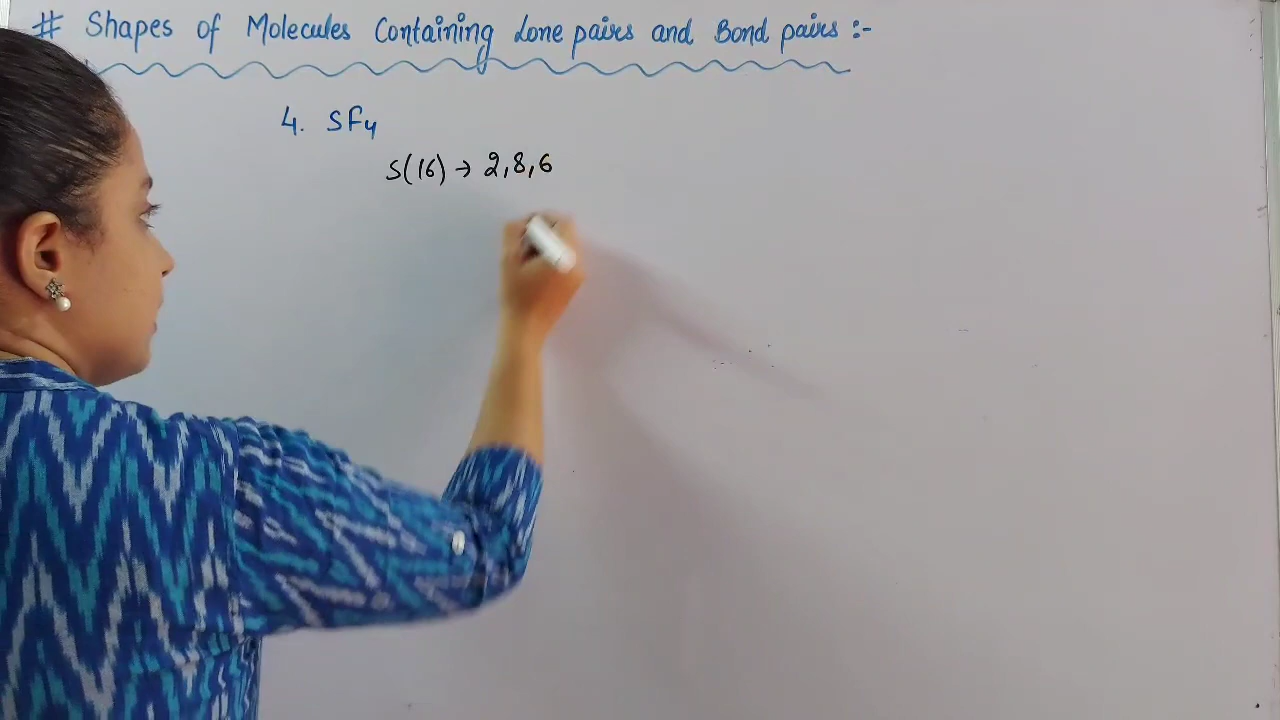 # Shapes of Molecules Containing Lone pairs and Bond pairs :-
4. SF₄
S(16) → 2,8,6